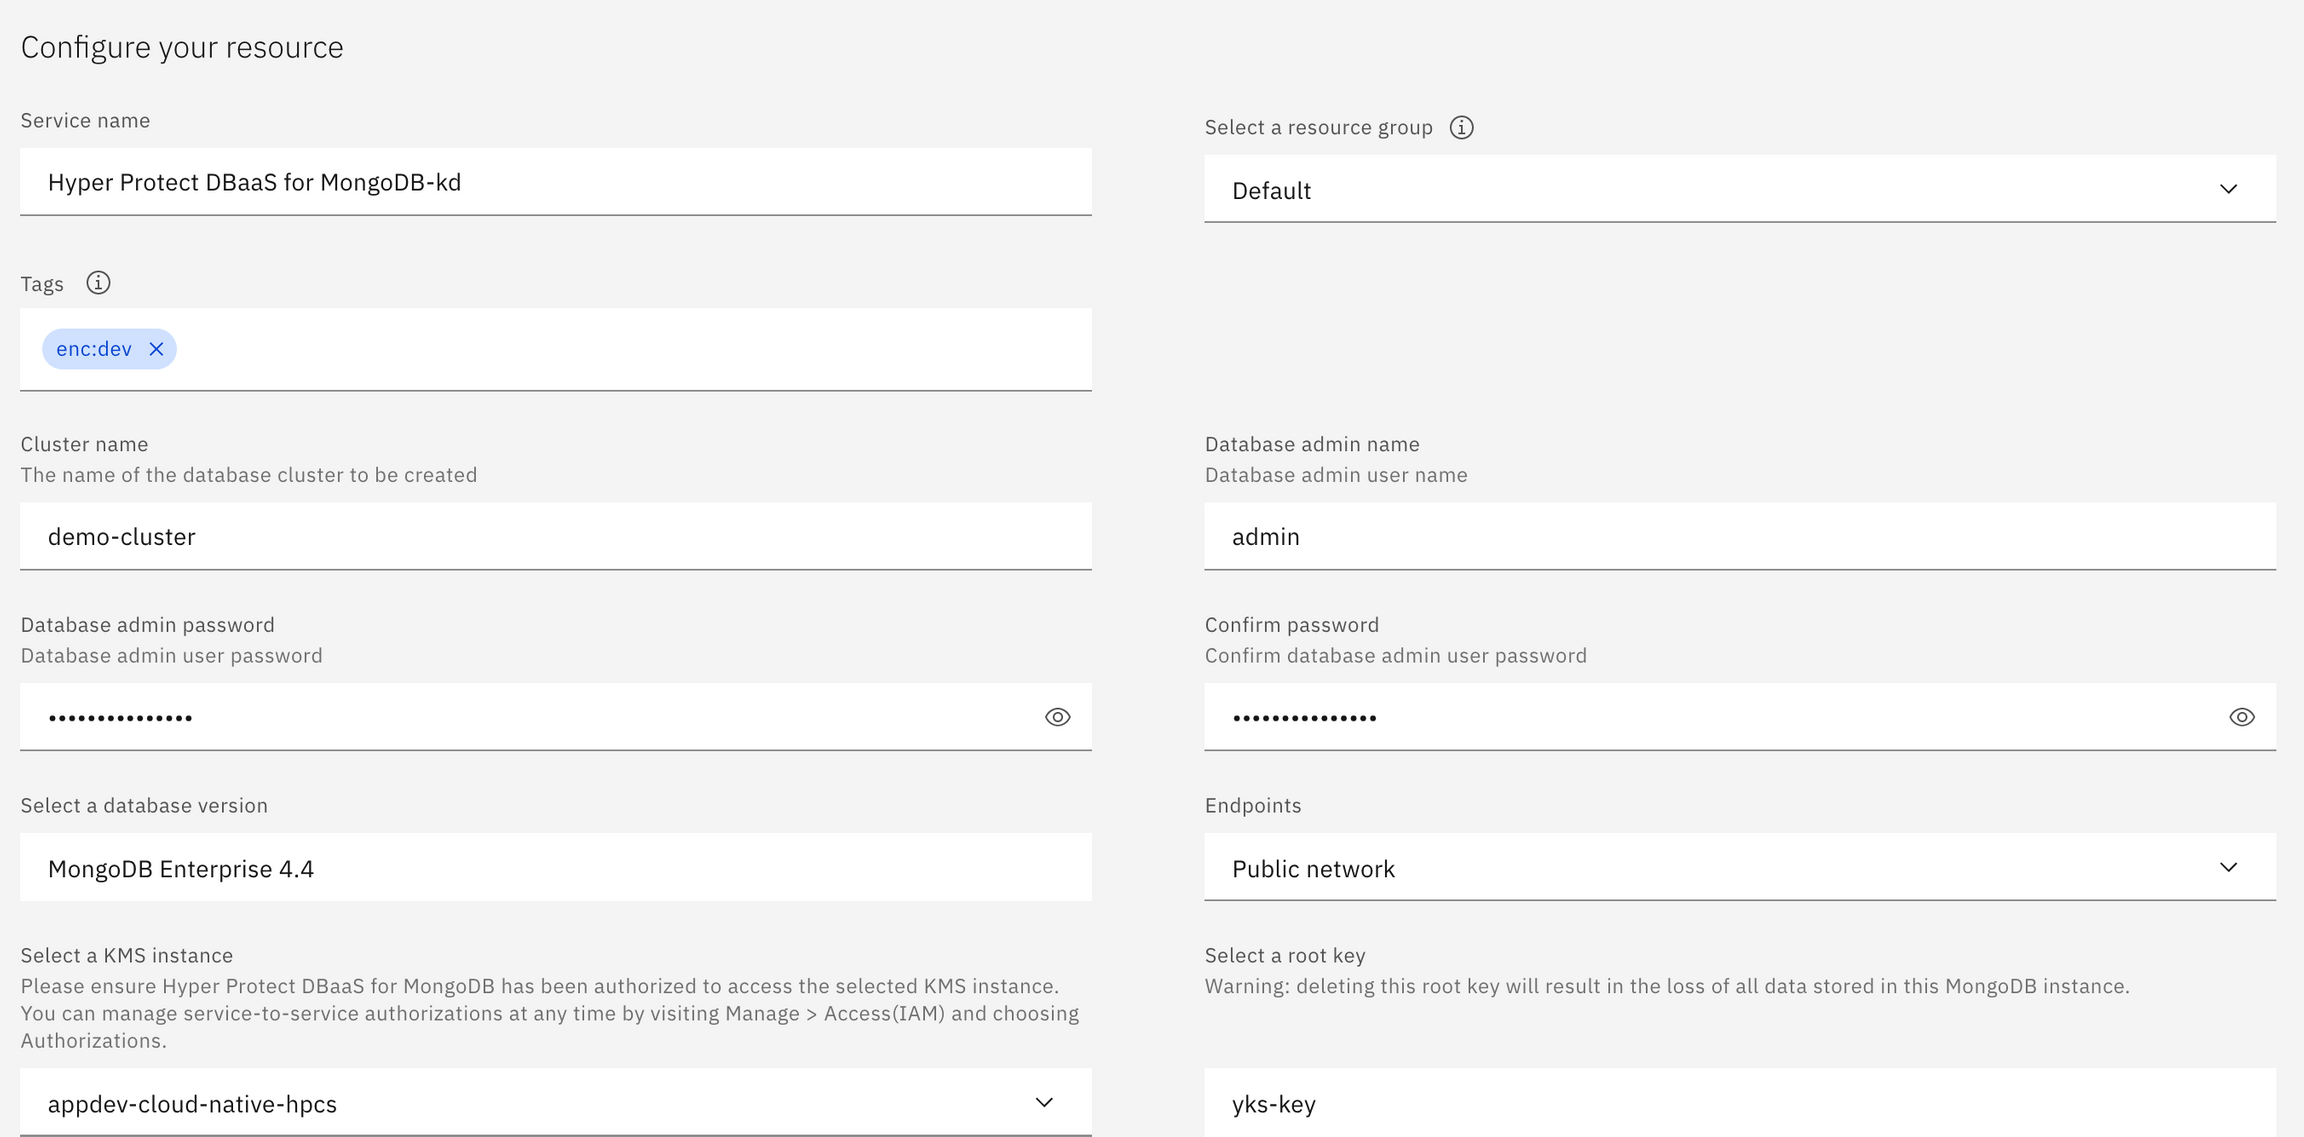 Configure your resource
Service name
Hyper Protect DBaaS for MongoDB-kd
Select a resource group
Default
Tags
enc:dev
Cluster name
The name of the database cluster to be created
demo-cluster
Database admin name
Database admin user name
admin
Database admin password
Database admin user password
•••••••••••••••
Confirm password
Confirm database admin user password
•••••••••••••••
Select a database version
MongoDB Enterprise 4.4
Endpoints
Public network
Select a KMS instance
Please ensure Hyper Protect DBaaS for MongoDB has been authorized to access the selected KMS instance.
You can manage service-to-service authorizations at any time by visiting Manage > Access(IAM) and choosing
Authorizations.
appdev-cloud-native-hpcs
Select a root key
Warning: deleting this root key will result in the loss of all data stored in this MongoDB instance.
yks-key